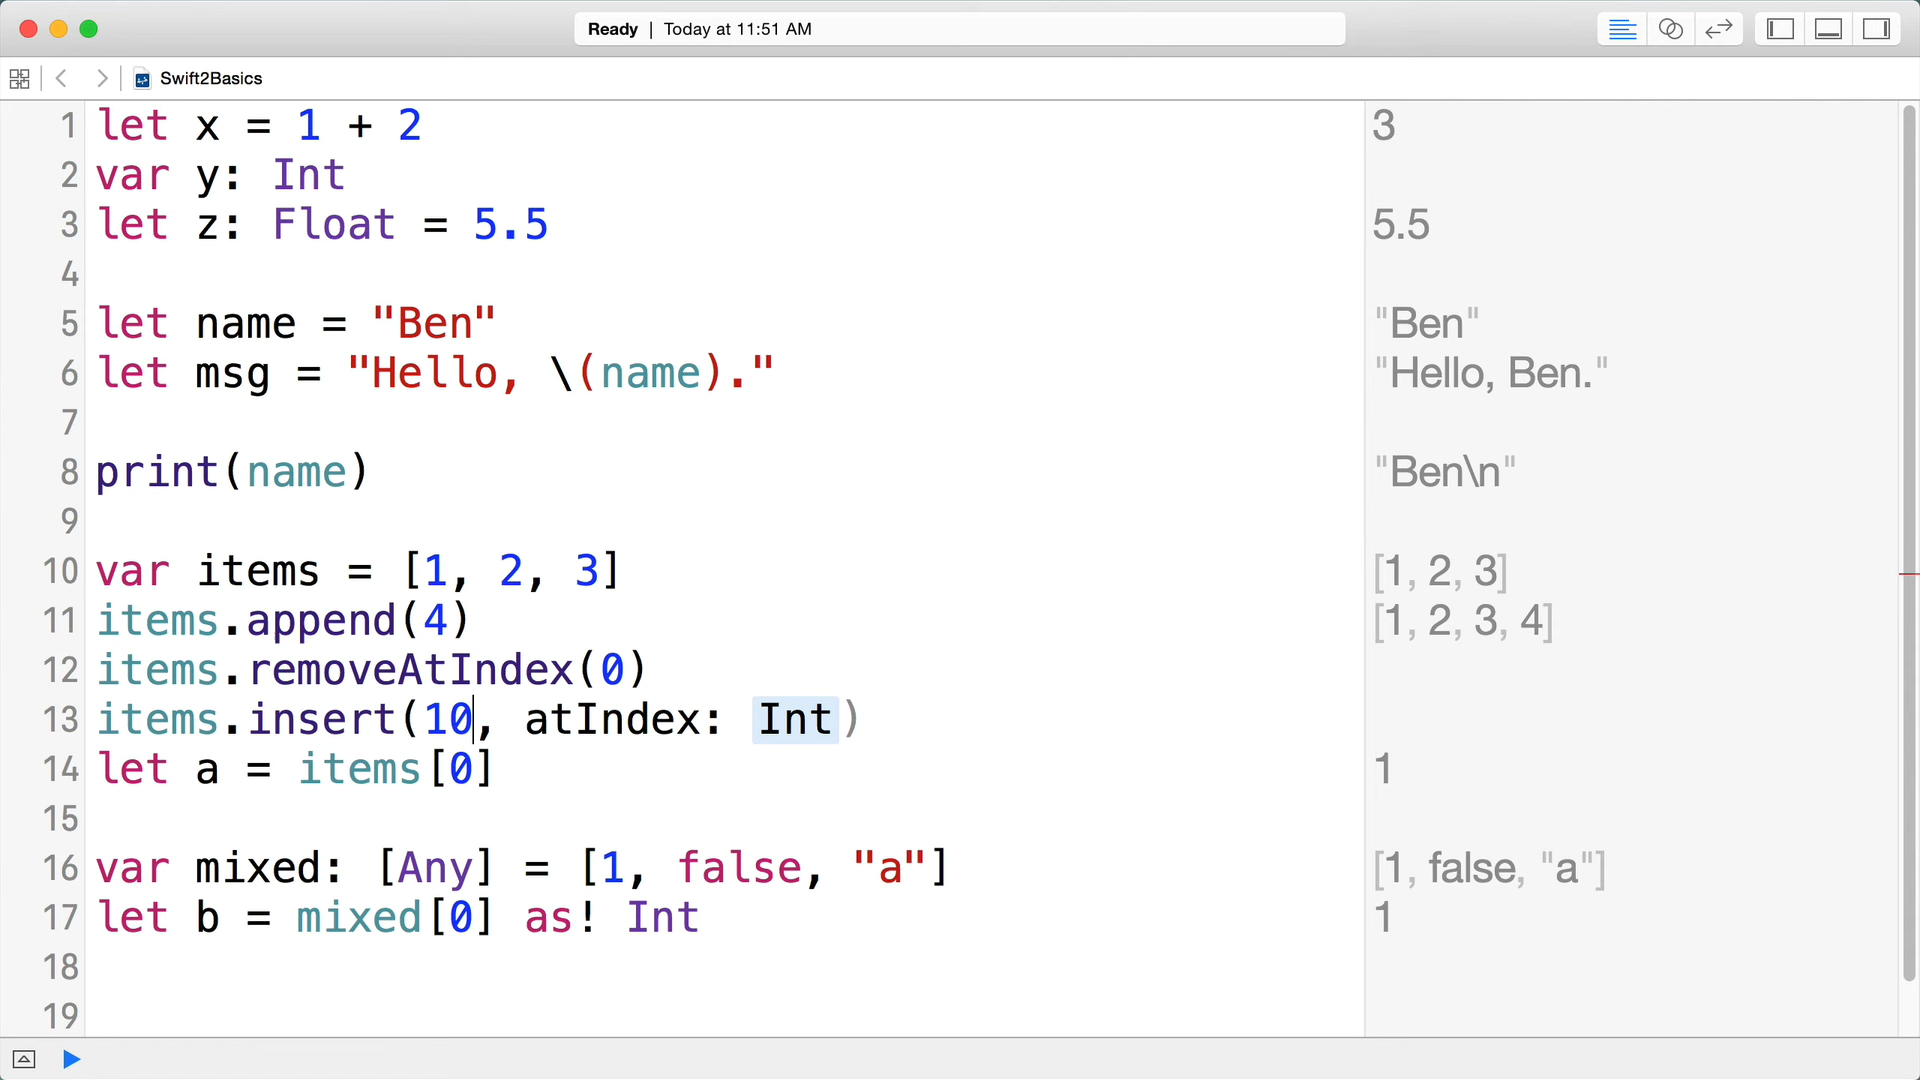 Ready | Today at 11:51 AM
Swift2Basics
1 let x = 1 + 2 3
2 var y: Int
3 let z: Float = 5.5 5.5
4
5 let name = "Ben" "Ben"
6 let msg = "Hello, \(name)." "Hello, Ben."
7
8 print(name) "Ben\n"
9
10 var items = [1, 2, 3] [1, 2, 3]
11 items.append(4) [1, 2, 3, 4]
12 items.removeAtIndex(0)
13 items.insert(10, atIndex: Int)
14 let a = items[0] 1
15
16 var mixed: [Any] = [1, false, "a"] [1, false, "a"]
17 let b = mixed[0] as! Int 1
18
19